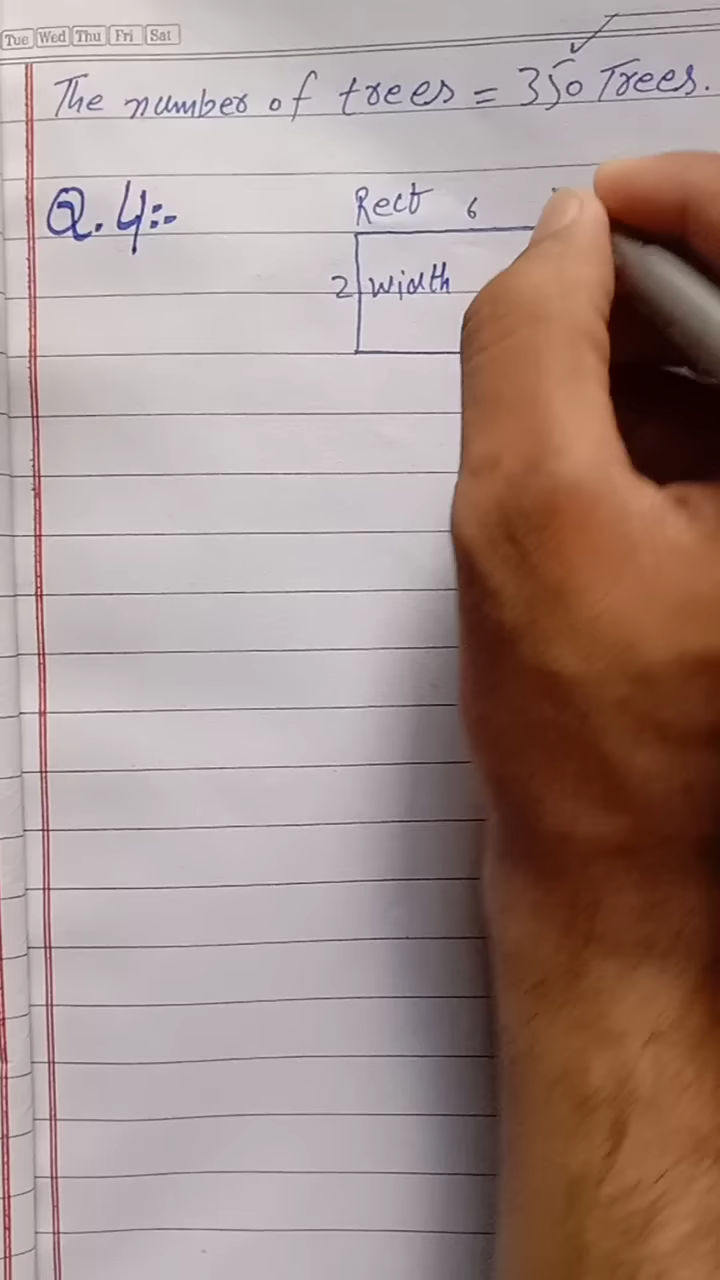 Tue Wed Thu Fri Sat
The number of trees = 350 Trees.
Q.4:-
Rect 6
2 width